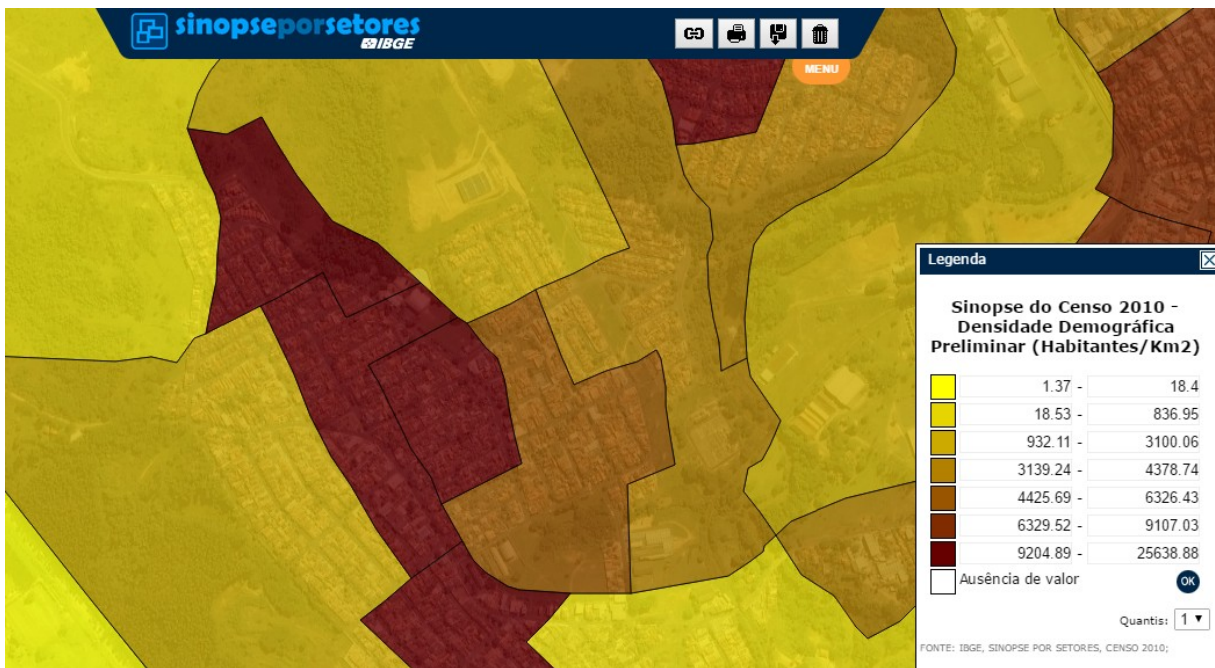 sinopseporsetores
IBGE
MENU
Legenda
Sinopse do Censo 2010 -
Densidade Demográfica
Preliminar (Habitantes/Km2)
1.37 - 18.4
18.53 - 836.95
932.11 - 3100.06
3139.24 - 4378.74
4425.69 - 6326.43
6329.52 - 9107.03
9204.89 - 25638.88
Ausência de valor OK
Quantis: 1
FONTE: IBGE, SINOPSE POR SETORES, CENSO 2010;